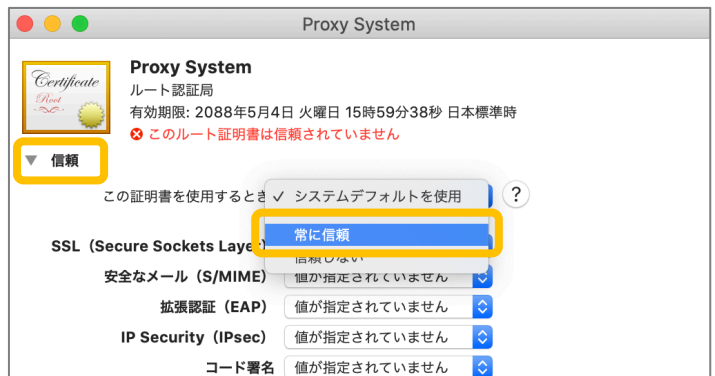 Proxy System
Certificate
Root
Proxy System
ルート認証局
有効期限: 2088年5月4日 火曜日 15時59分38秒 日本標準時
このルート証明書は信頼されていません
信頼
この証明書を使用するとき ✓ システムデフォルトを使用 ?
常に信頼
SSL（Secure Sockets Layer）
信頼しない
安全なメール（S/MIME） 値が指定されていません
拡張認証（EAP） 値が指定されていません
IP Security（IPsec） 値が指定されていません
コード署名 値が指定されていません